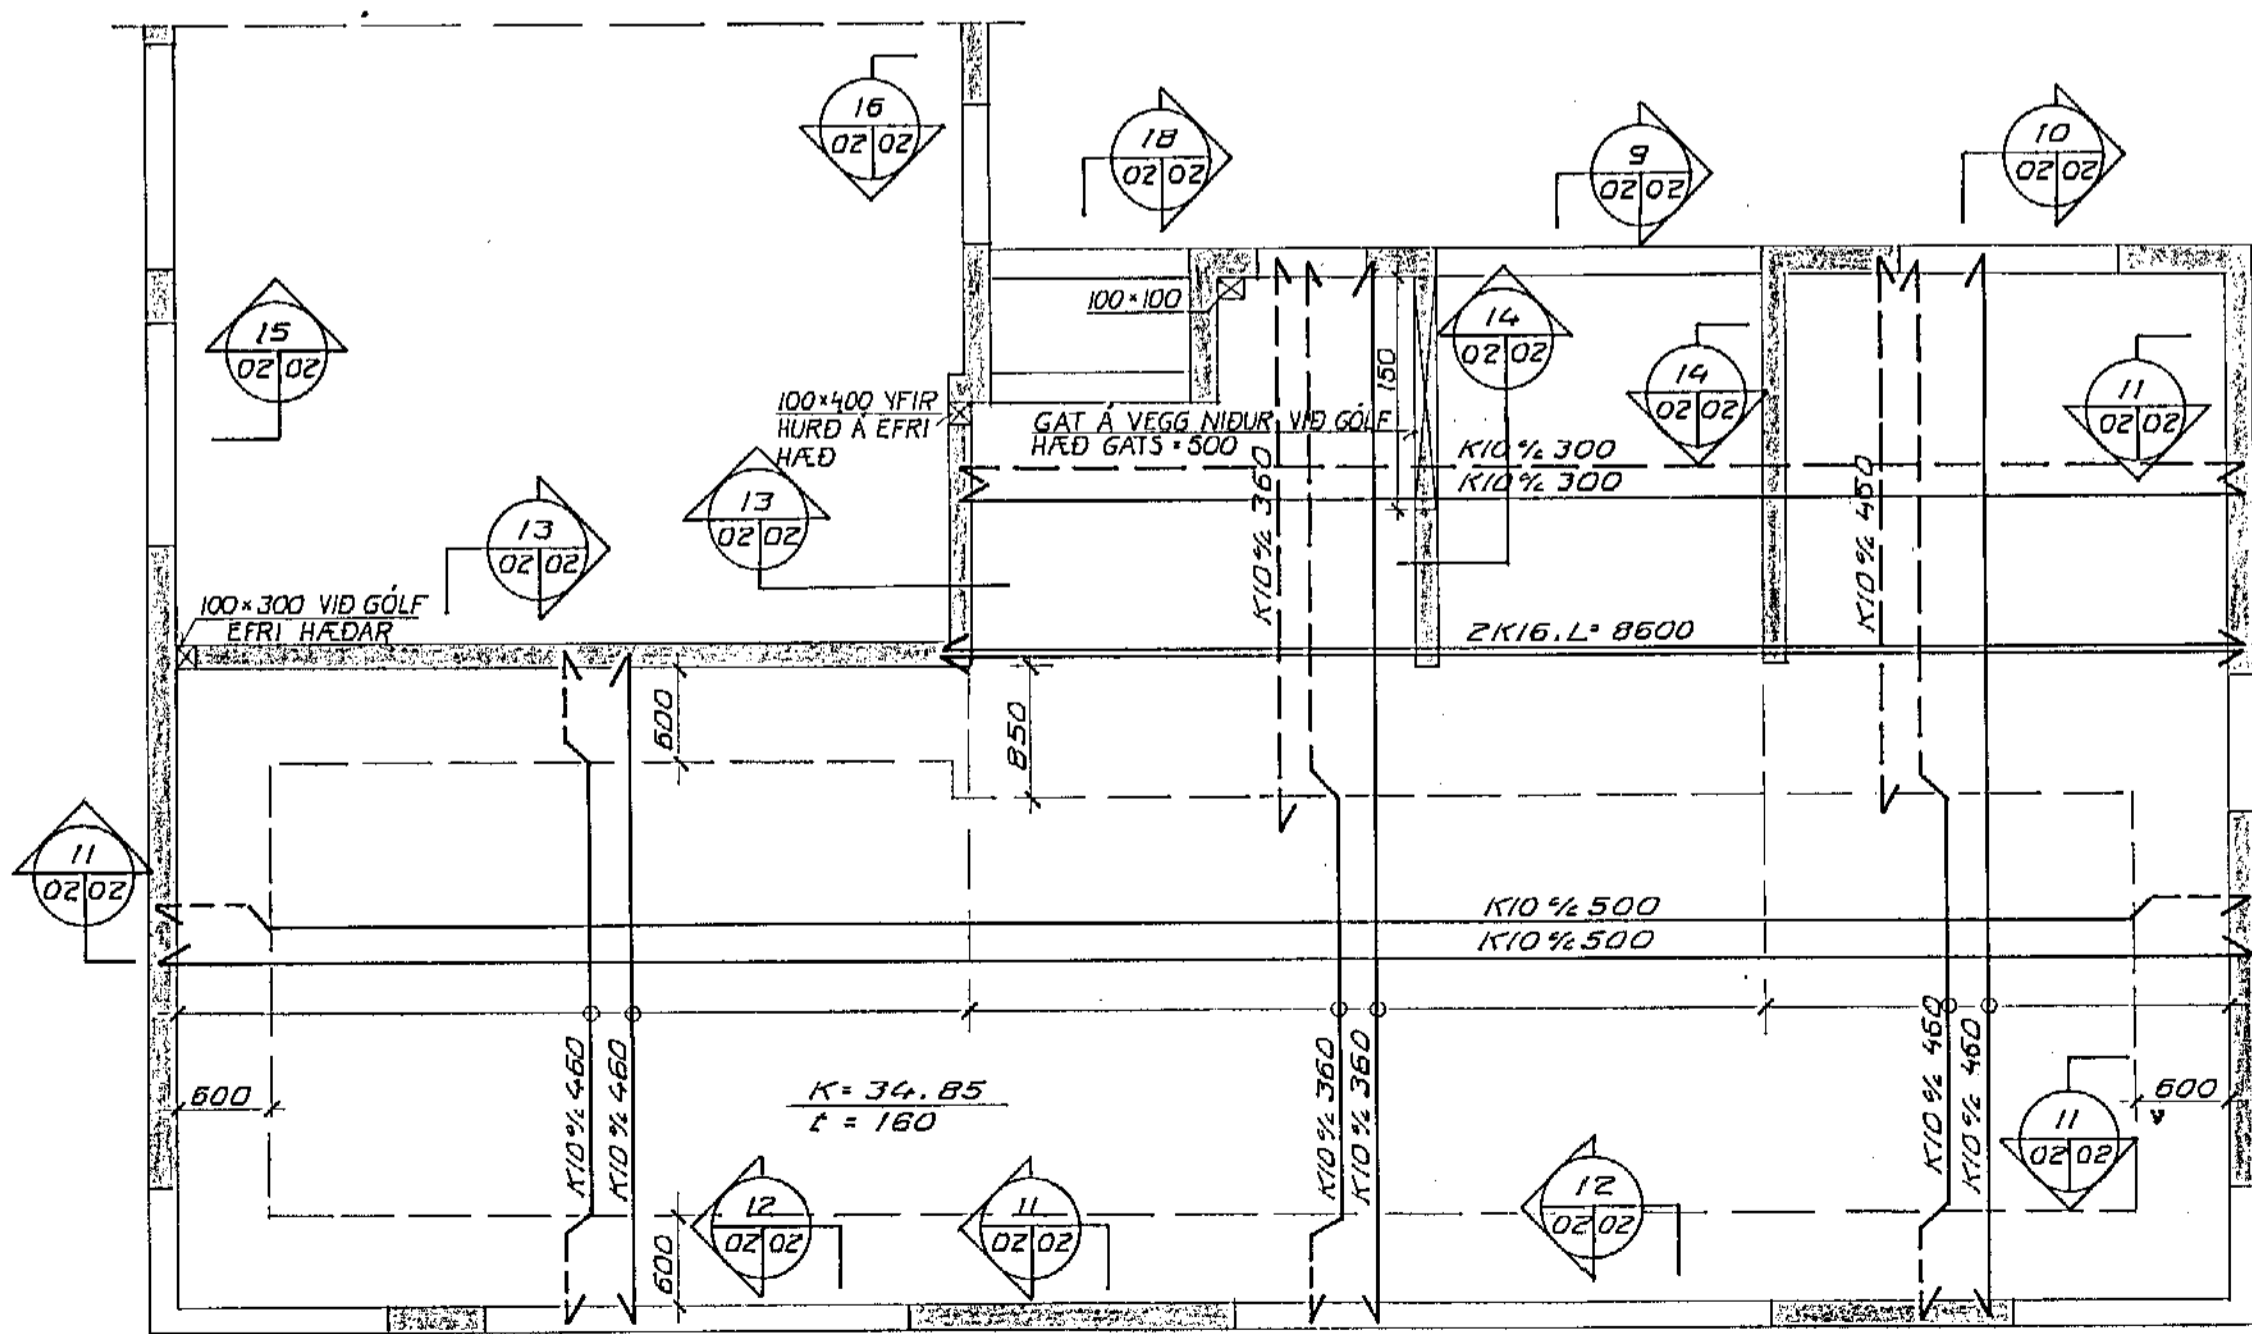 16
02 02
18
02 02
9
02 02
10
02 02
15
02 02
100×100
14
02 02
150
14
02 02
11
02 02
100×400 YFIR
HURÐ Á EFRI
HÆÐ
GAT Á VEGG NIÐUR VIÐ GÓLF
HÆÐ GATS = 500
K10 % 300
K10 % 300
K10 % 360
K10 % 460
13
02 02
13
02 02
100×300 VIÐ GÓLF
EFRI HÆÐAR
2K16. L= 8600
600
850
11
02 02
K10 % 500
K10 % 500
600
K10 % 460
K10 % 460
K= 34.85
t = 160
K10 % 360
K10 % 360
K10 % 460
K10 % 460
600
11
02 02
600
12
02 02
11
02 02
12
02 02